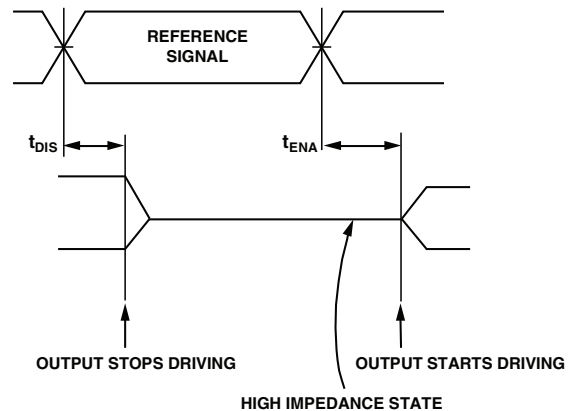 REFERENCE
SIGNAL
tDIS
tENA
OUTPUT STOPS DRIVING
OUTPUT STARTS DRIVING
HIGH IMPEDANCE STATE